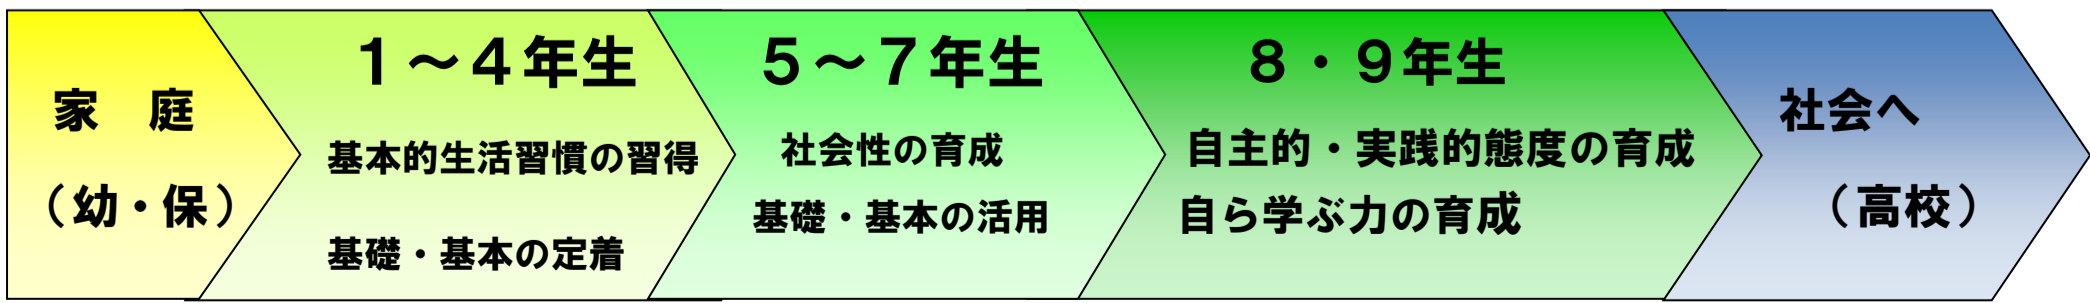 家　庭
（幼・保）
１～４年生
基本的生活習慣の習得
基礎・基本の定着
５～７年生
社会性の育成
基礎・基本の活用
８・９年生
自主的・実践的態度の育成
自ら学ぶ力の育成
社会へ
（高校）